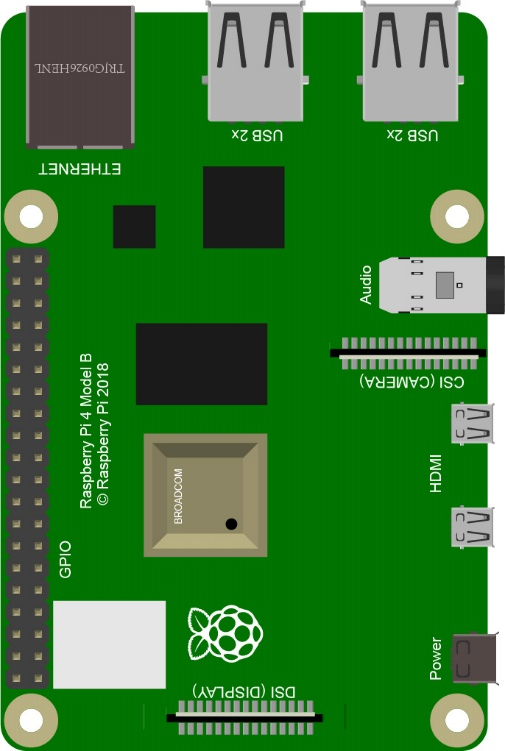 TRJG0926HENL
ETHERNET
USB 2x
USB 2x
Audio
CSI (CAMERA)
Raspberry Pi 4 Model B
© Raspberry Pi 2018
HDMI
BROADCOM
GPIO
Power
DSI (DISPLAY)